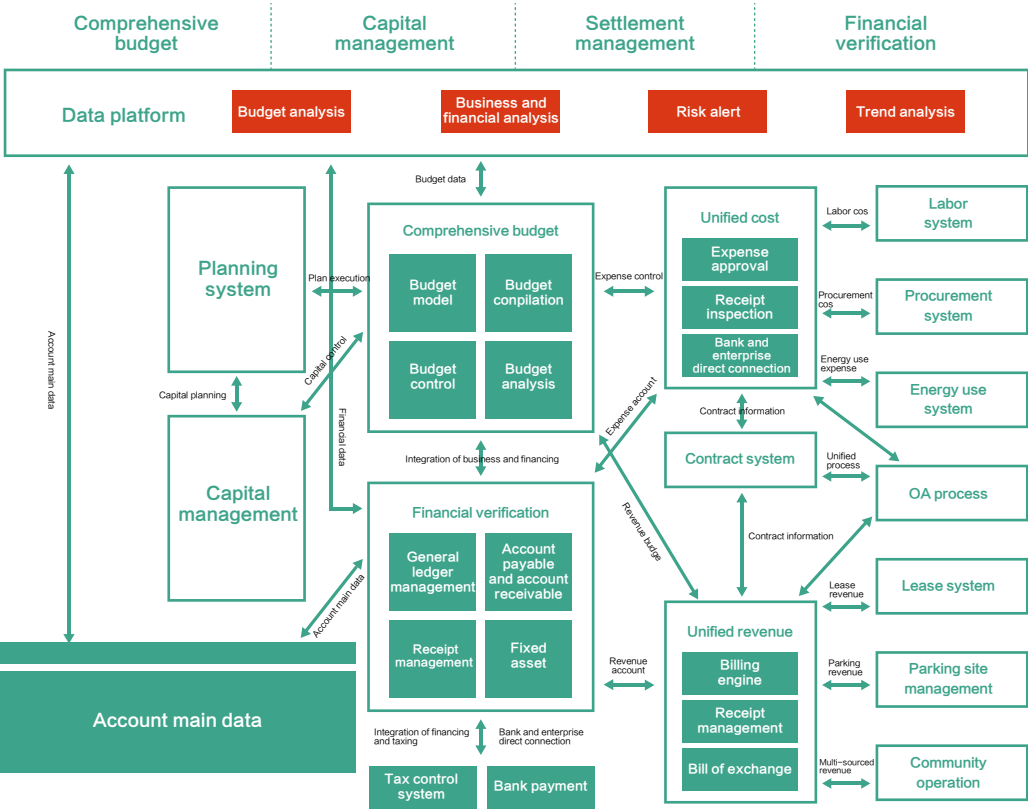 Comprehensive
budget
Capital
management
Settlement
management
Financial
verification
Data platform
Budget analysis
Business and
financial analysis
Risk alert
Trend analysis
Account main data
Budget data
Planning
system
Plan execution
Capital planning
Capital control
Financial data
Capital
management
Comprehensive budget
Budget
model
Budget
conpilation
Budget
control
Budget
analysis
Expense control
Integration of business and financing
Expense account
Revenue budge
Unified cost
Expense
approval
Receipt
inspection
Bank and
enterprise
direct connection
Labor cos
Labor
system
Procurement
cos
Procurement
system
Energy use
expense
Energy use
system
Contract information
Contract system
Unified
process
OA process
Contract information
Financial verification
General
ledger
management
Account
payable and
account
receivable
Receipt
management
Fixed
asset
Account main data
Account main data
Revenue
account
Unified revenue
Billing
engine
Receipt
management
Bill of exchange
Lease
revenue
Lease system
Parking
revenue
Parking site
management
Multi-sourced
revenue
Community
operation
Integration of financing
and taxing
Bank and enterprise
direct connection
Tax control
system
Bank payment